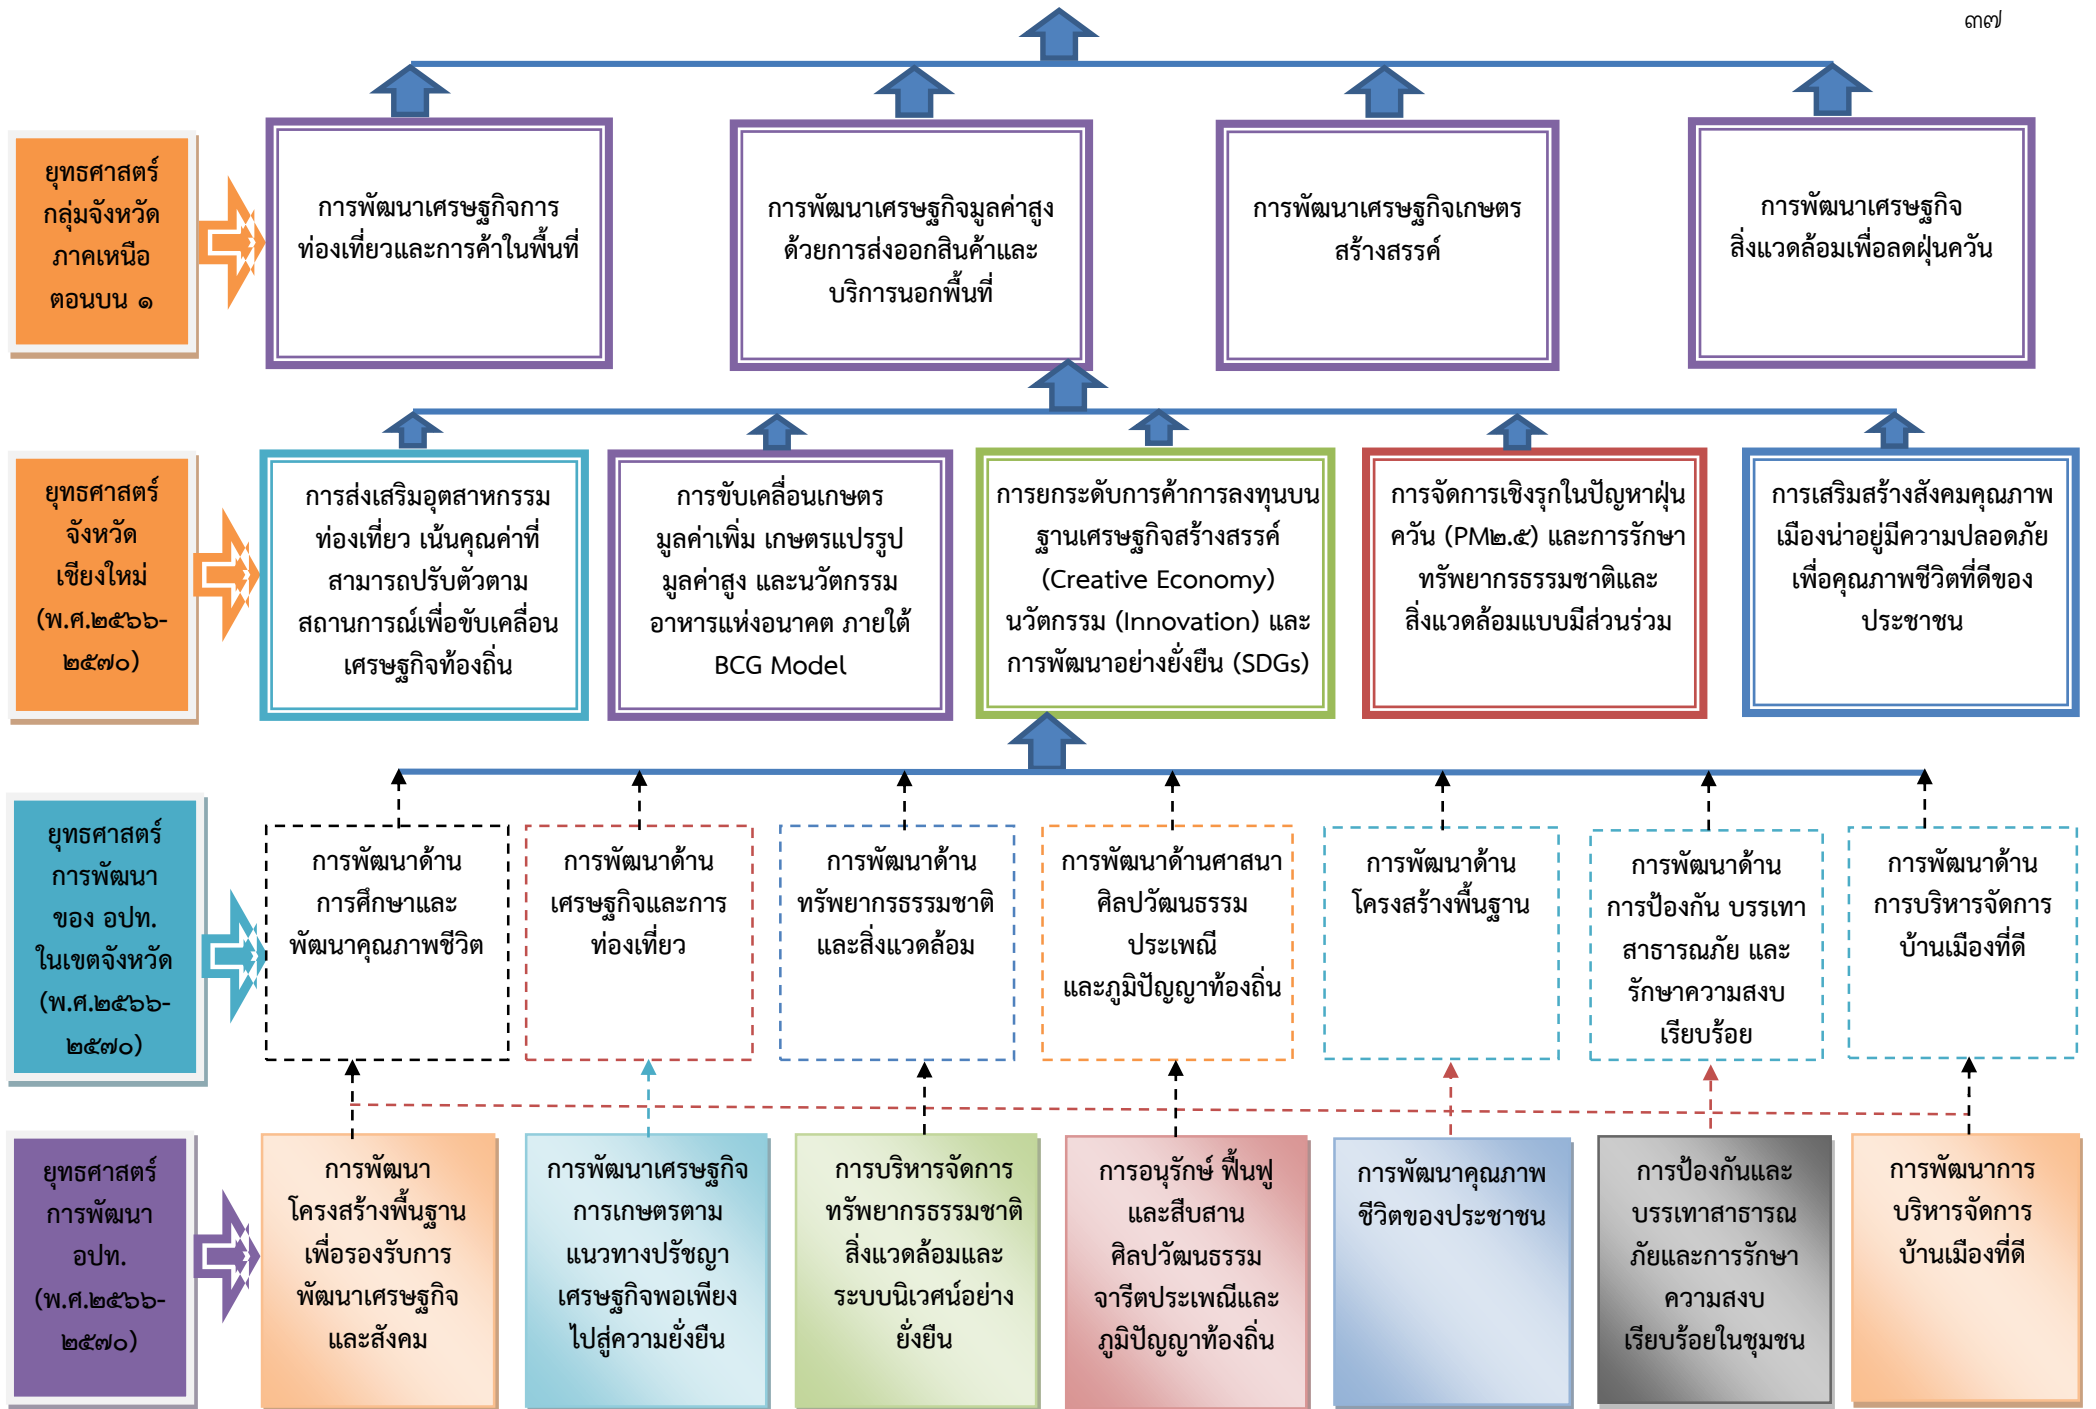 ๓๗
ยุทธศาสตร์
กลุ่มจังหวัด
ภาคเหนือ
ตอนบน ๑
การพัฒนาเศรษฐกิจการ
ท่องเที่ยวและการค้าในพื้นที่
การพัฒนาเศรษฐกิจมูลค่าสูง
ด้วยการส่งออกสินค้าและ
บริการนอกพื้นที่
การพัฒนาเศรษฐกิจเกษตร
สร้างสรรค์
การพัฒนาเศรษฐกิจ
สิ่งแวดล้อมเพื่อลดฝุ่นควัน
ยุทธศาสตร์
จังหวัด
เชียงใหม่
(พ.ศ.๒๕๖๖-
๒๕๗๐)
การส่งเสริมอุตสาหกรรม
ท่องเที่ยว เน้นคุณค่าที่
สามารถปรับตัวตาม
สถานการณ์เพื่อขับเคลื่อน
เศรษฐกิจท้องถิ่น
การขับเคลื่อนเกษตร
มูลค่าเพิ่ม เกษตรแปรรูป
มูลค่าสูง และนวัตกรรม
อาหารแห่งอนาคต ภายใต้
BCG Model
การยกระดับการค้าการลงทุนบน
ฐานเศรษฐกิจสร้างสรรค์
(Creative Economy)
นวัตกรรม (Innovation) และ
การพัฒนาอย่างยั่งยืน (SDGs)
การจัดการเชิงรุกในปัญหาฝุ่น
ควัน (PM๒.๕) และการรักษา
ทรัพยากรธรรมชาติและ
สิ่งแวดล้อมแบบมีส่วนร่วม
การเสริมสร้างสังคมคุณภาพ
เมืองน่าอยู่มีความปลอดภัย
เพื่อคุณภาพชีวิตที่ดีของ
ประชาชน
ยุทธศาสตร์
การพัฒนา
ของ อปท.
ในเขตจังหวัด
(พ.ศ.๒๕๖๖-
๒๕๗๐)
การพัฒนาด้าน
การศึกษาและ
พัฒนาคุณภาพชีวิต
การพัฒนาด้าน
เศรษฐกิจและการ
ท่องเที่ยว
การพัฒนาด้าน
ทรัพยากรธรรมชาติ
และสิ่งแวดล้อม
การพัฒนาด้านศาสนา
ศิลปวัฒนธรรม
ประเพณี
และภูมิปัญญาท้องถิ่น
การพัฒนาด้าน
โครงสร้างพื้นฐาน
การพัฒนาด้าน
การป้องกัน บรรเทา
สาธารณภัย และ
รักษาความสงบ
เรียบร้อย
การพัฒนาด้าน
การบริหารจัดการ
บ้านเมืองที่ดี
ยุทธศาสตร์
การพัฒนา
อปท.
(พ.ศ.๒๕๖๖-
๒๕๗๐)
การพัฒนา
โครงสร้างพื้นฐาน
เพื่อรองรับการ
พัฒนาเศรษฐกิจ
และสังคม
การพัฒนาเศรษฐกิจ
การเกษตรตาม
แนวทางปรัชญา
เศรษฐกิจพอเพียง
ไปสู่ความยั่งยืน
การบริหารจัดการ
ทรัพยากรธรรมชาติ
สิ่งแวดล้อมและ
ระบบนิเวศน์อย่าง
ยั่งยืน
การอนุรักษ์ ฟื้นฟู
และสืบสาน
ศิลปวัฒนธรรม
จารีตประเพณีและ
ภูมิปัญญาท้องถิ่น
การพัฒนาคุณภาพ
ชีวิตของประชาชน
การป้องกันและ
บรรเทาสาธารณ
ภัยและการรักษา
ความสงบ
เรียบร้อยในชุมชน
การพัฒนาการ
บริหารจัดการ
บ้านเมืองที่ดี